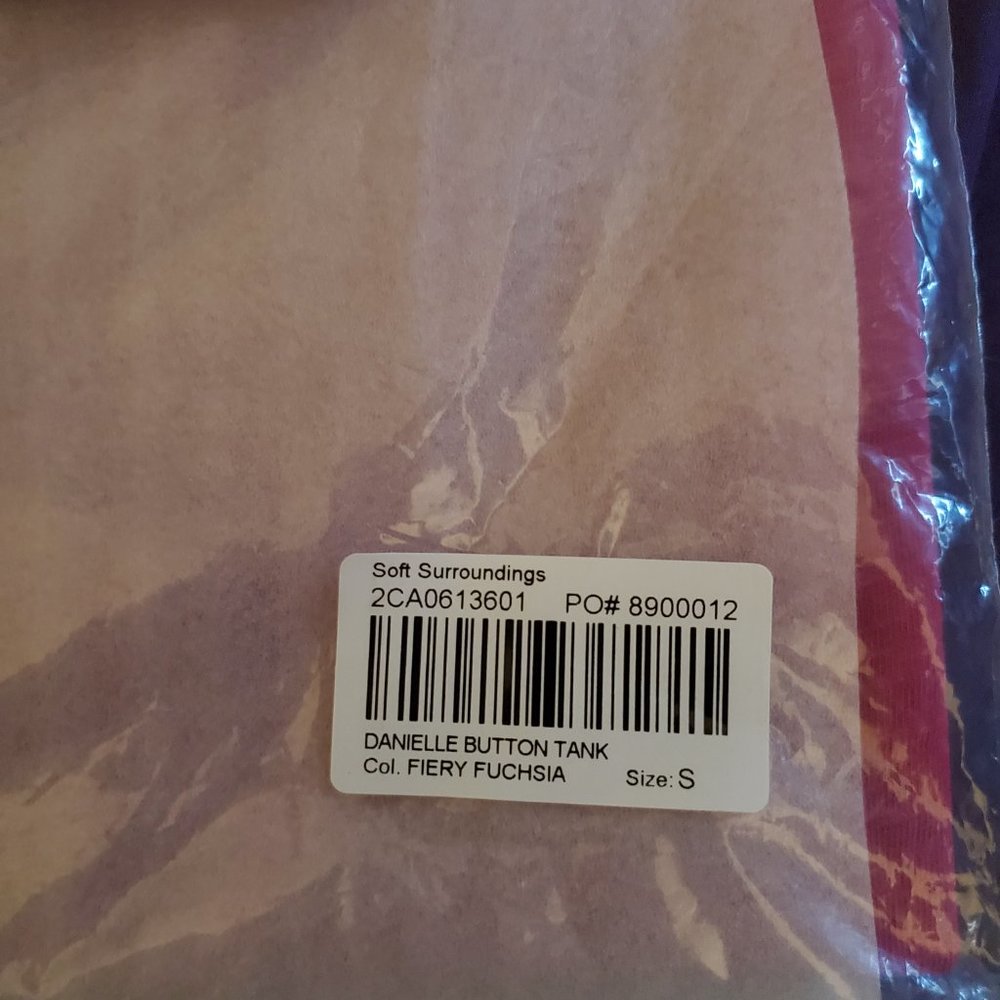 Soft Surroundings
2CA0613601 PO# 8900012
DANIELLE BUTTON TANK
Col. FIERY FUCHSIA Size: S